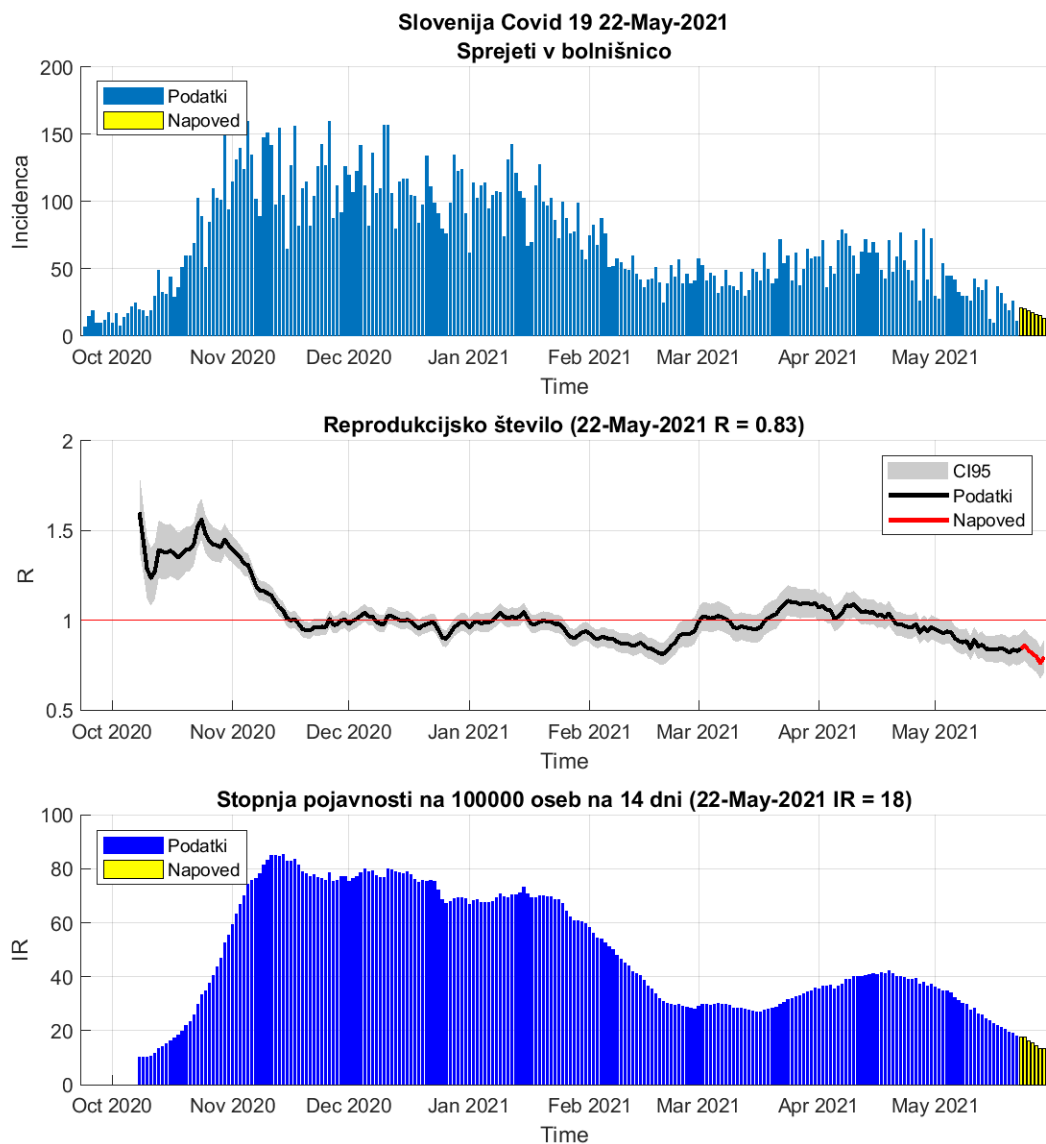 Slovenija Covid 19 22-May-2021
Sprejeti v bolnišnico
200
150
100
50
0
Incidenca
Podatki
Napoved
Oct 2020 Nov 2020 Dec 2020 Jan 2021 Feb 2021 Mar 2021 Apr 2021 May 2021
Time
Reprodukcijsko število (22-May-2021 R = 0.83)
2
1.5
1
0.5
R
CI95
Podatki
Napoved
Oct 2020 Nov 2020 Dec 2020 Jan 2021 Feb 2021 Mar 2021 Apr 2021 May 2021
Time
Stopnja pojavnosti na 100000 oseb na 14 dni (22-May-2021 IR = 18)
100
80
60
40
20
0
IR
Podatki
Napoved
Oct 2020 Nov 2020 Dec 2020 Jan 2021 Feb 2021 Mar 2021 Apr 2021 May 2021
Time